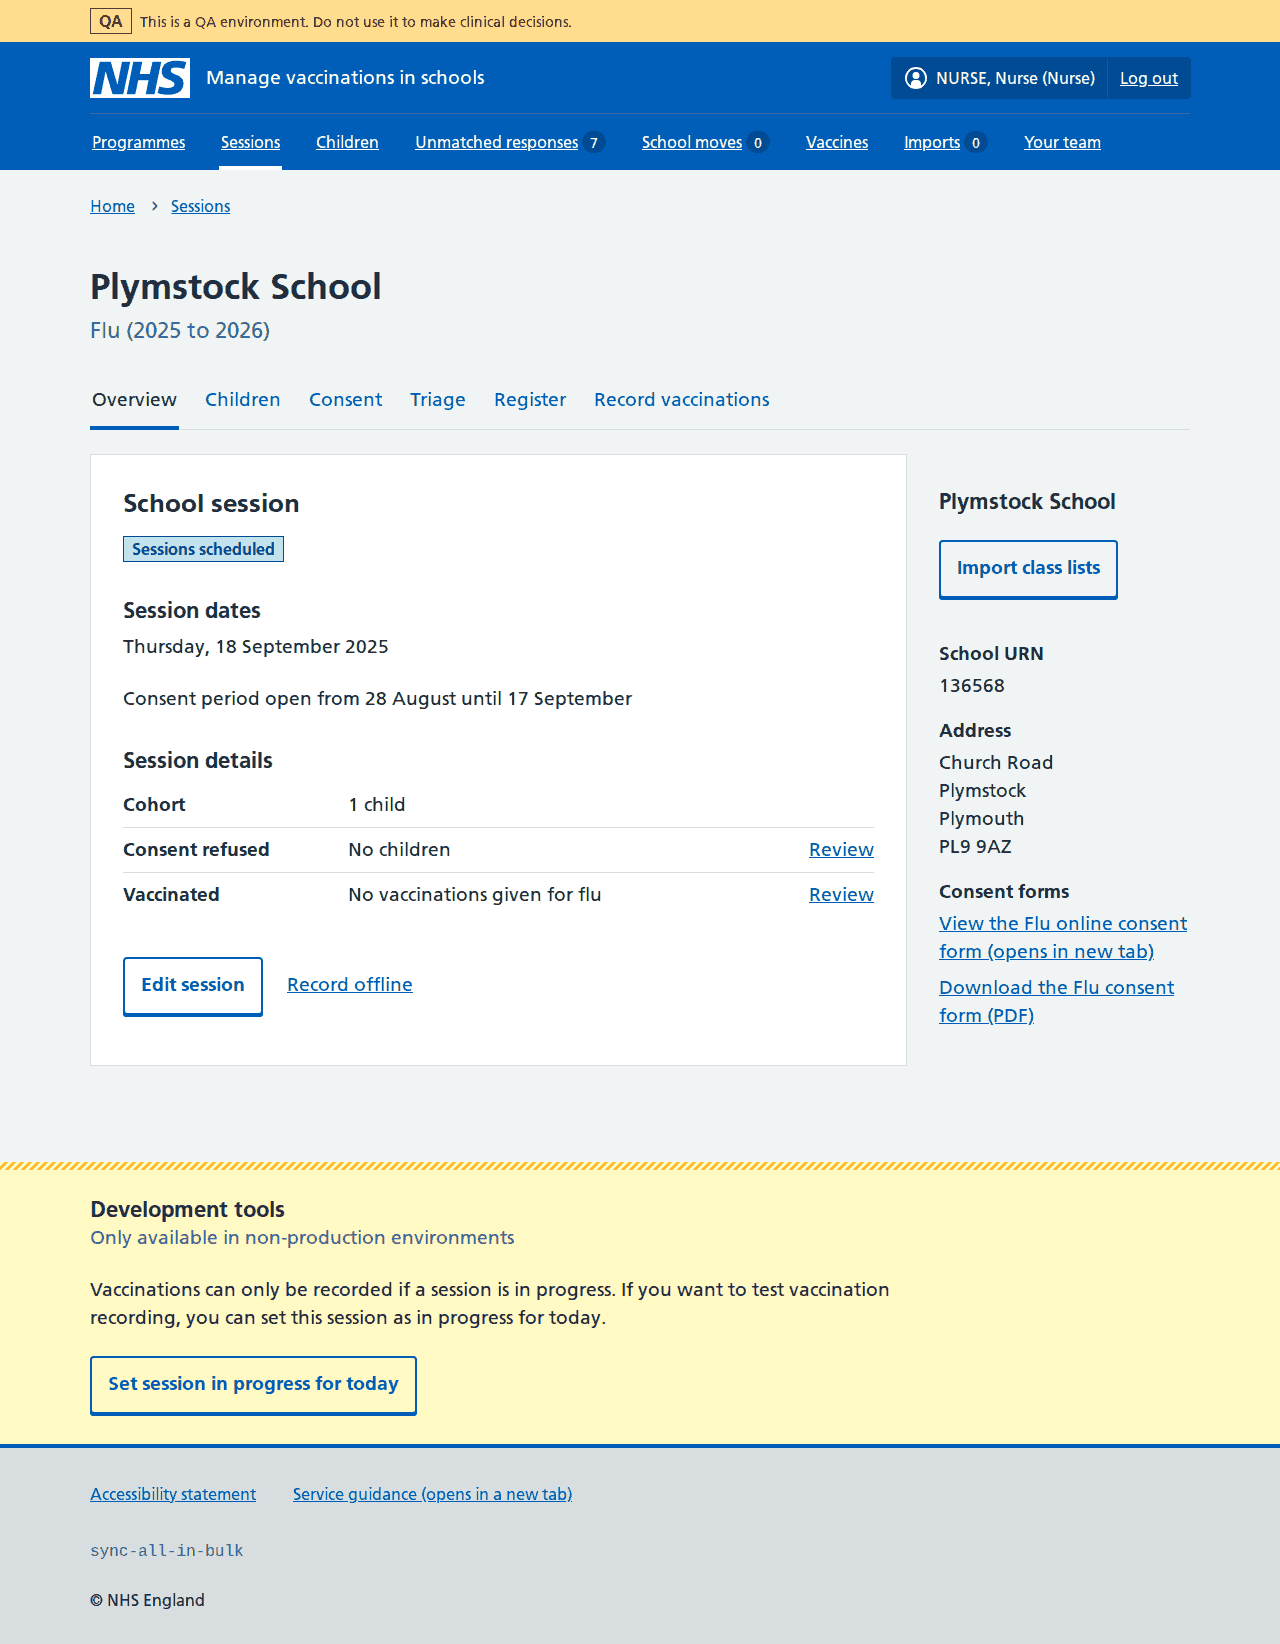 QA This is a QA environment. Do not use it to make clinical decisions.
NHS Manage vaccinations in schools NURSE, Nurse (Nurse) Log out
Programmes Sessions Children Unmatched responses 7 School moves 0 Vaccines Imports 0 Your team
Home › Sessions
Plymstock School
Flu (2025 to 2026)
Overview Children Consent Triage Register Record vaccinations
School session
Sessions scheduled
Session dates
Thursday, 18 September 2025
Consent period open from 28 August until 17 September
Session details
Cohort 1 child
Consent refused No children Review
Vaccinated No vaccinations given for flu Review
Edit session Record offline
Plymstock School
Import class lists
School URN
136568
Address
Church Road
Plymstock
Plymouth
PL9 9AZ
Consent forms
View the Flu online consent
form (opens in new tab)
Download the Flu consent
form (PDF)
Development tools
Only available in non-production environments
Vaccinations can only be recorded if a session is in progress. If you want to test vaccination
recording, you can set this session as in progress for today.
Set session in progress for today
Accessibility statement Service guidance (opens in a new tab)
sync-all-in-bulk
© NHS England